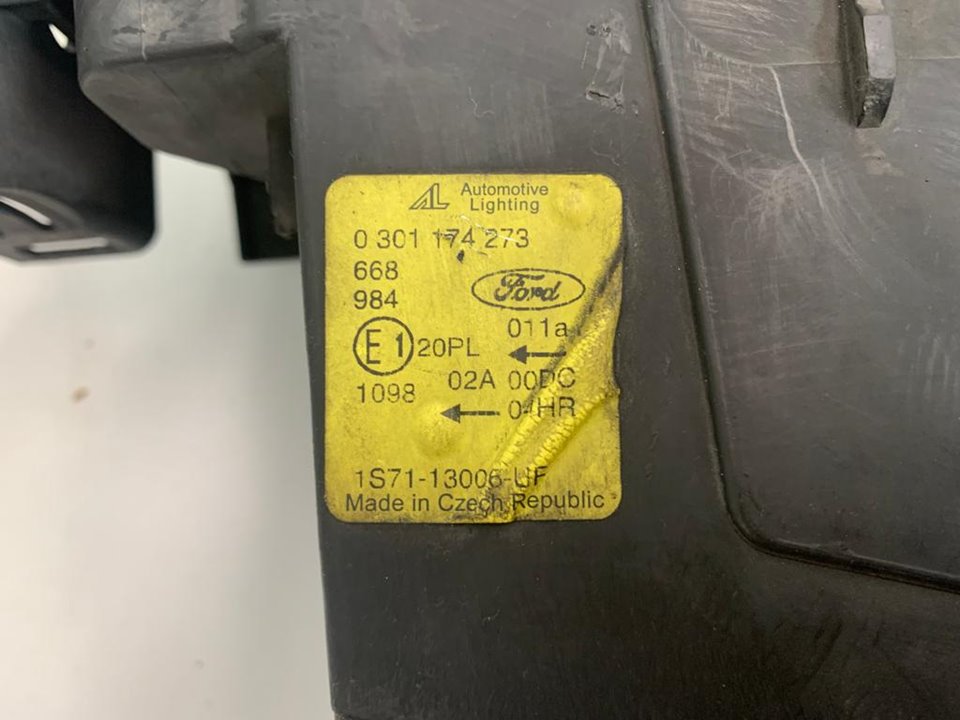 AL Automotive
Lighting
0 301 174 273
668
984
Ford
E1 20PL 011a
02A 00DC
1098 04HR
1S71-13006-UF
Made in Czech Republic